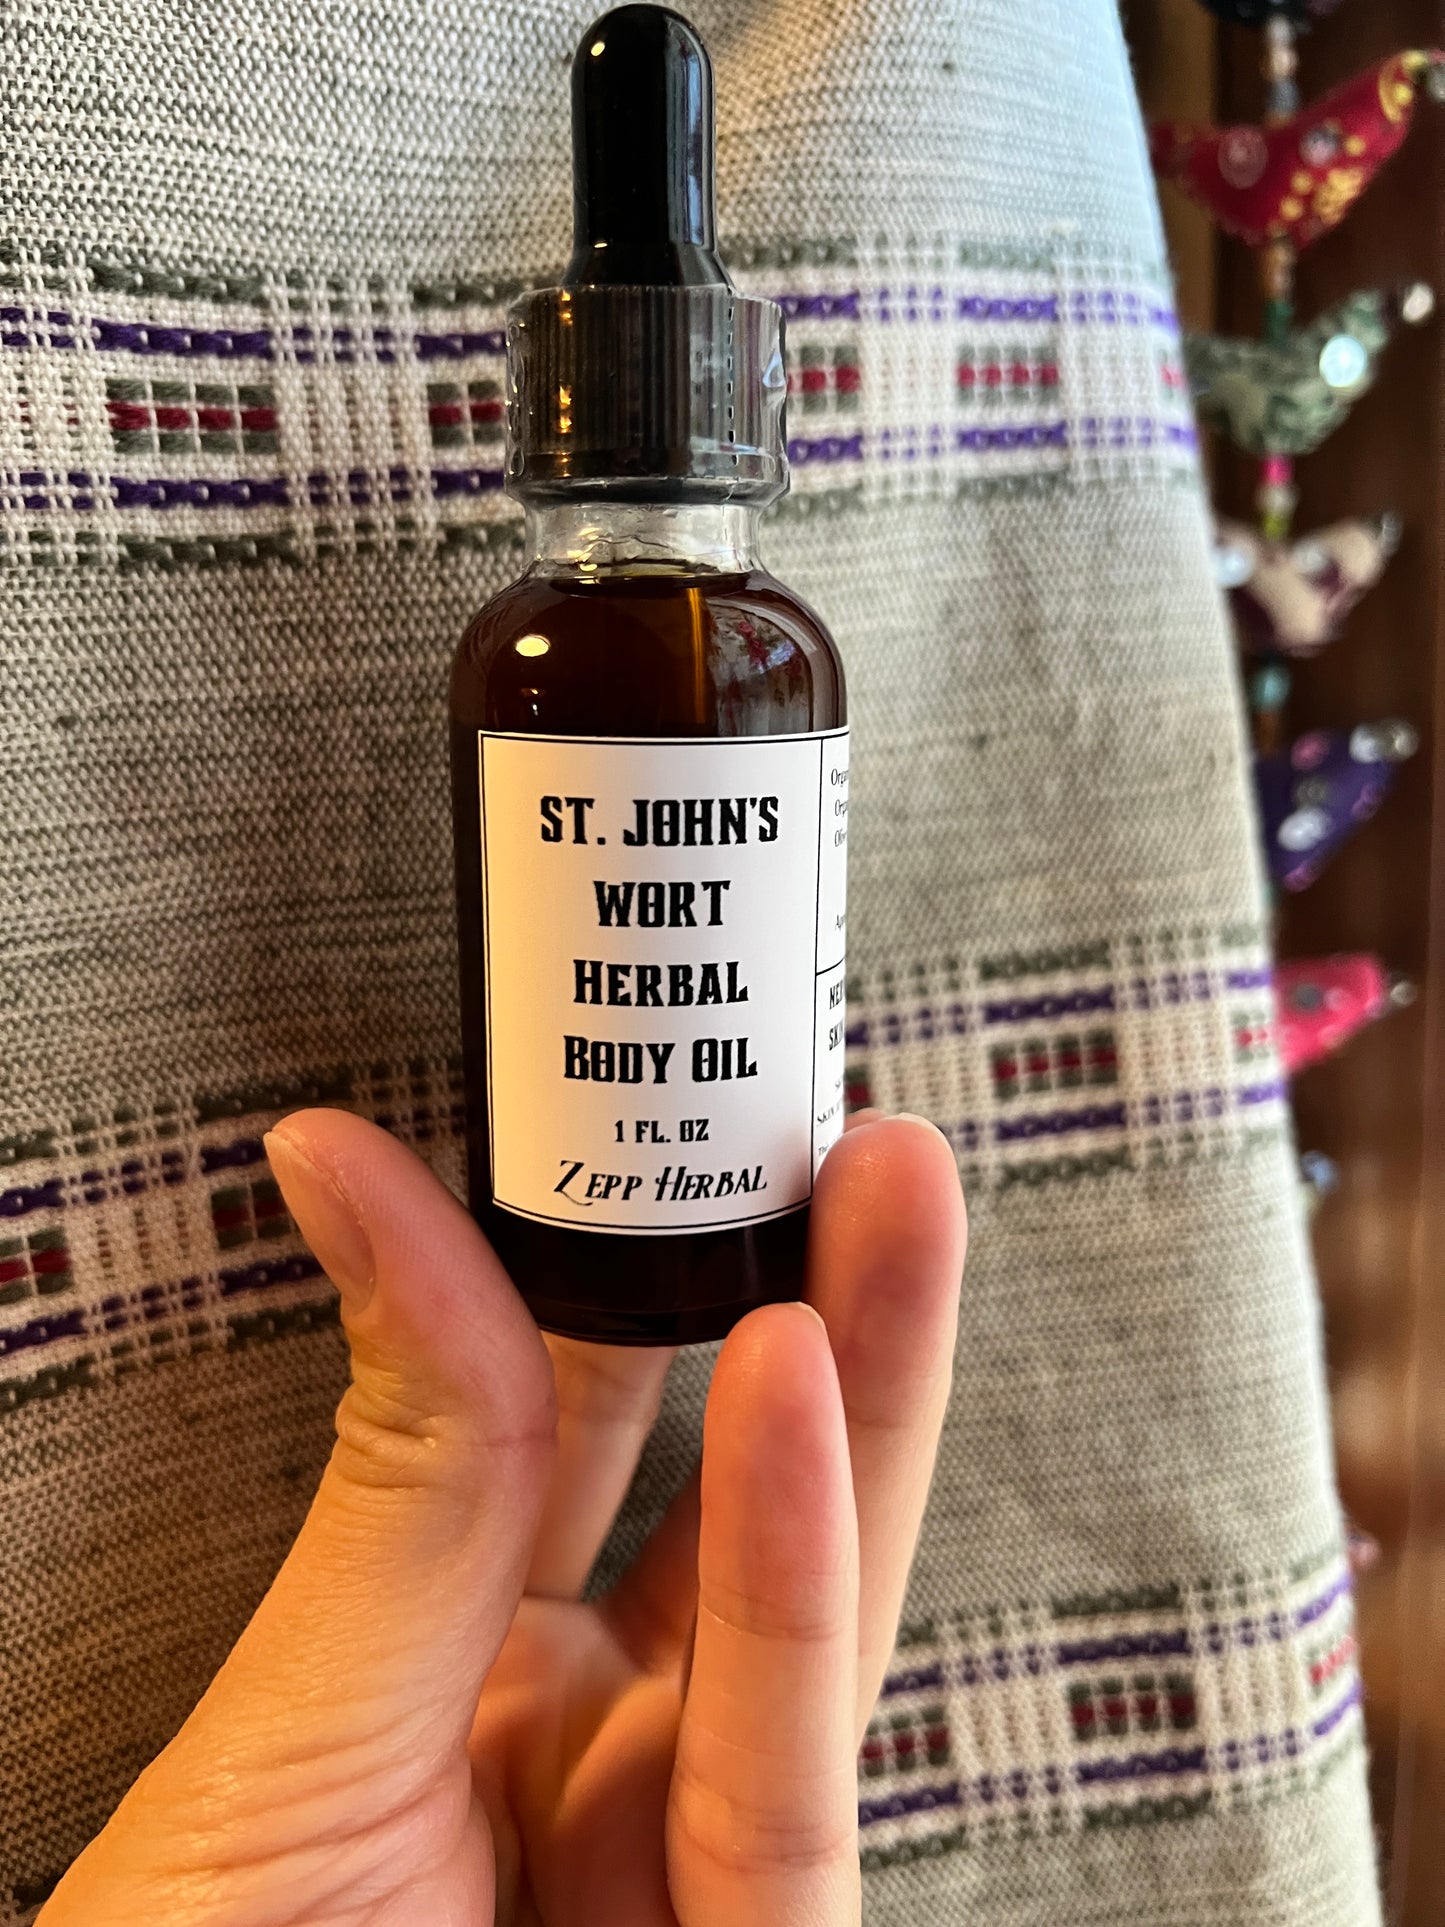 ST. JOHN'S
WORT
HERBAL
BODY OIL
1 FL. OZ
ZEPP HERBAL